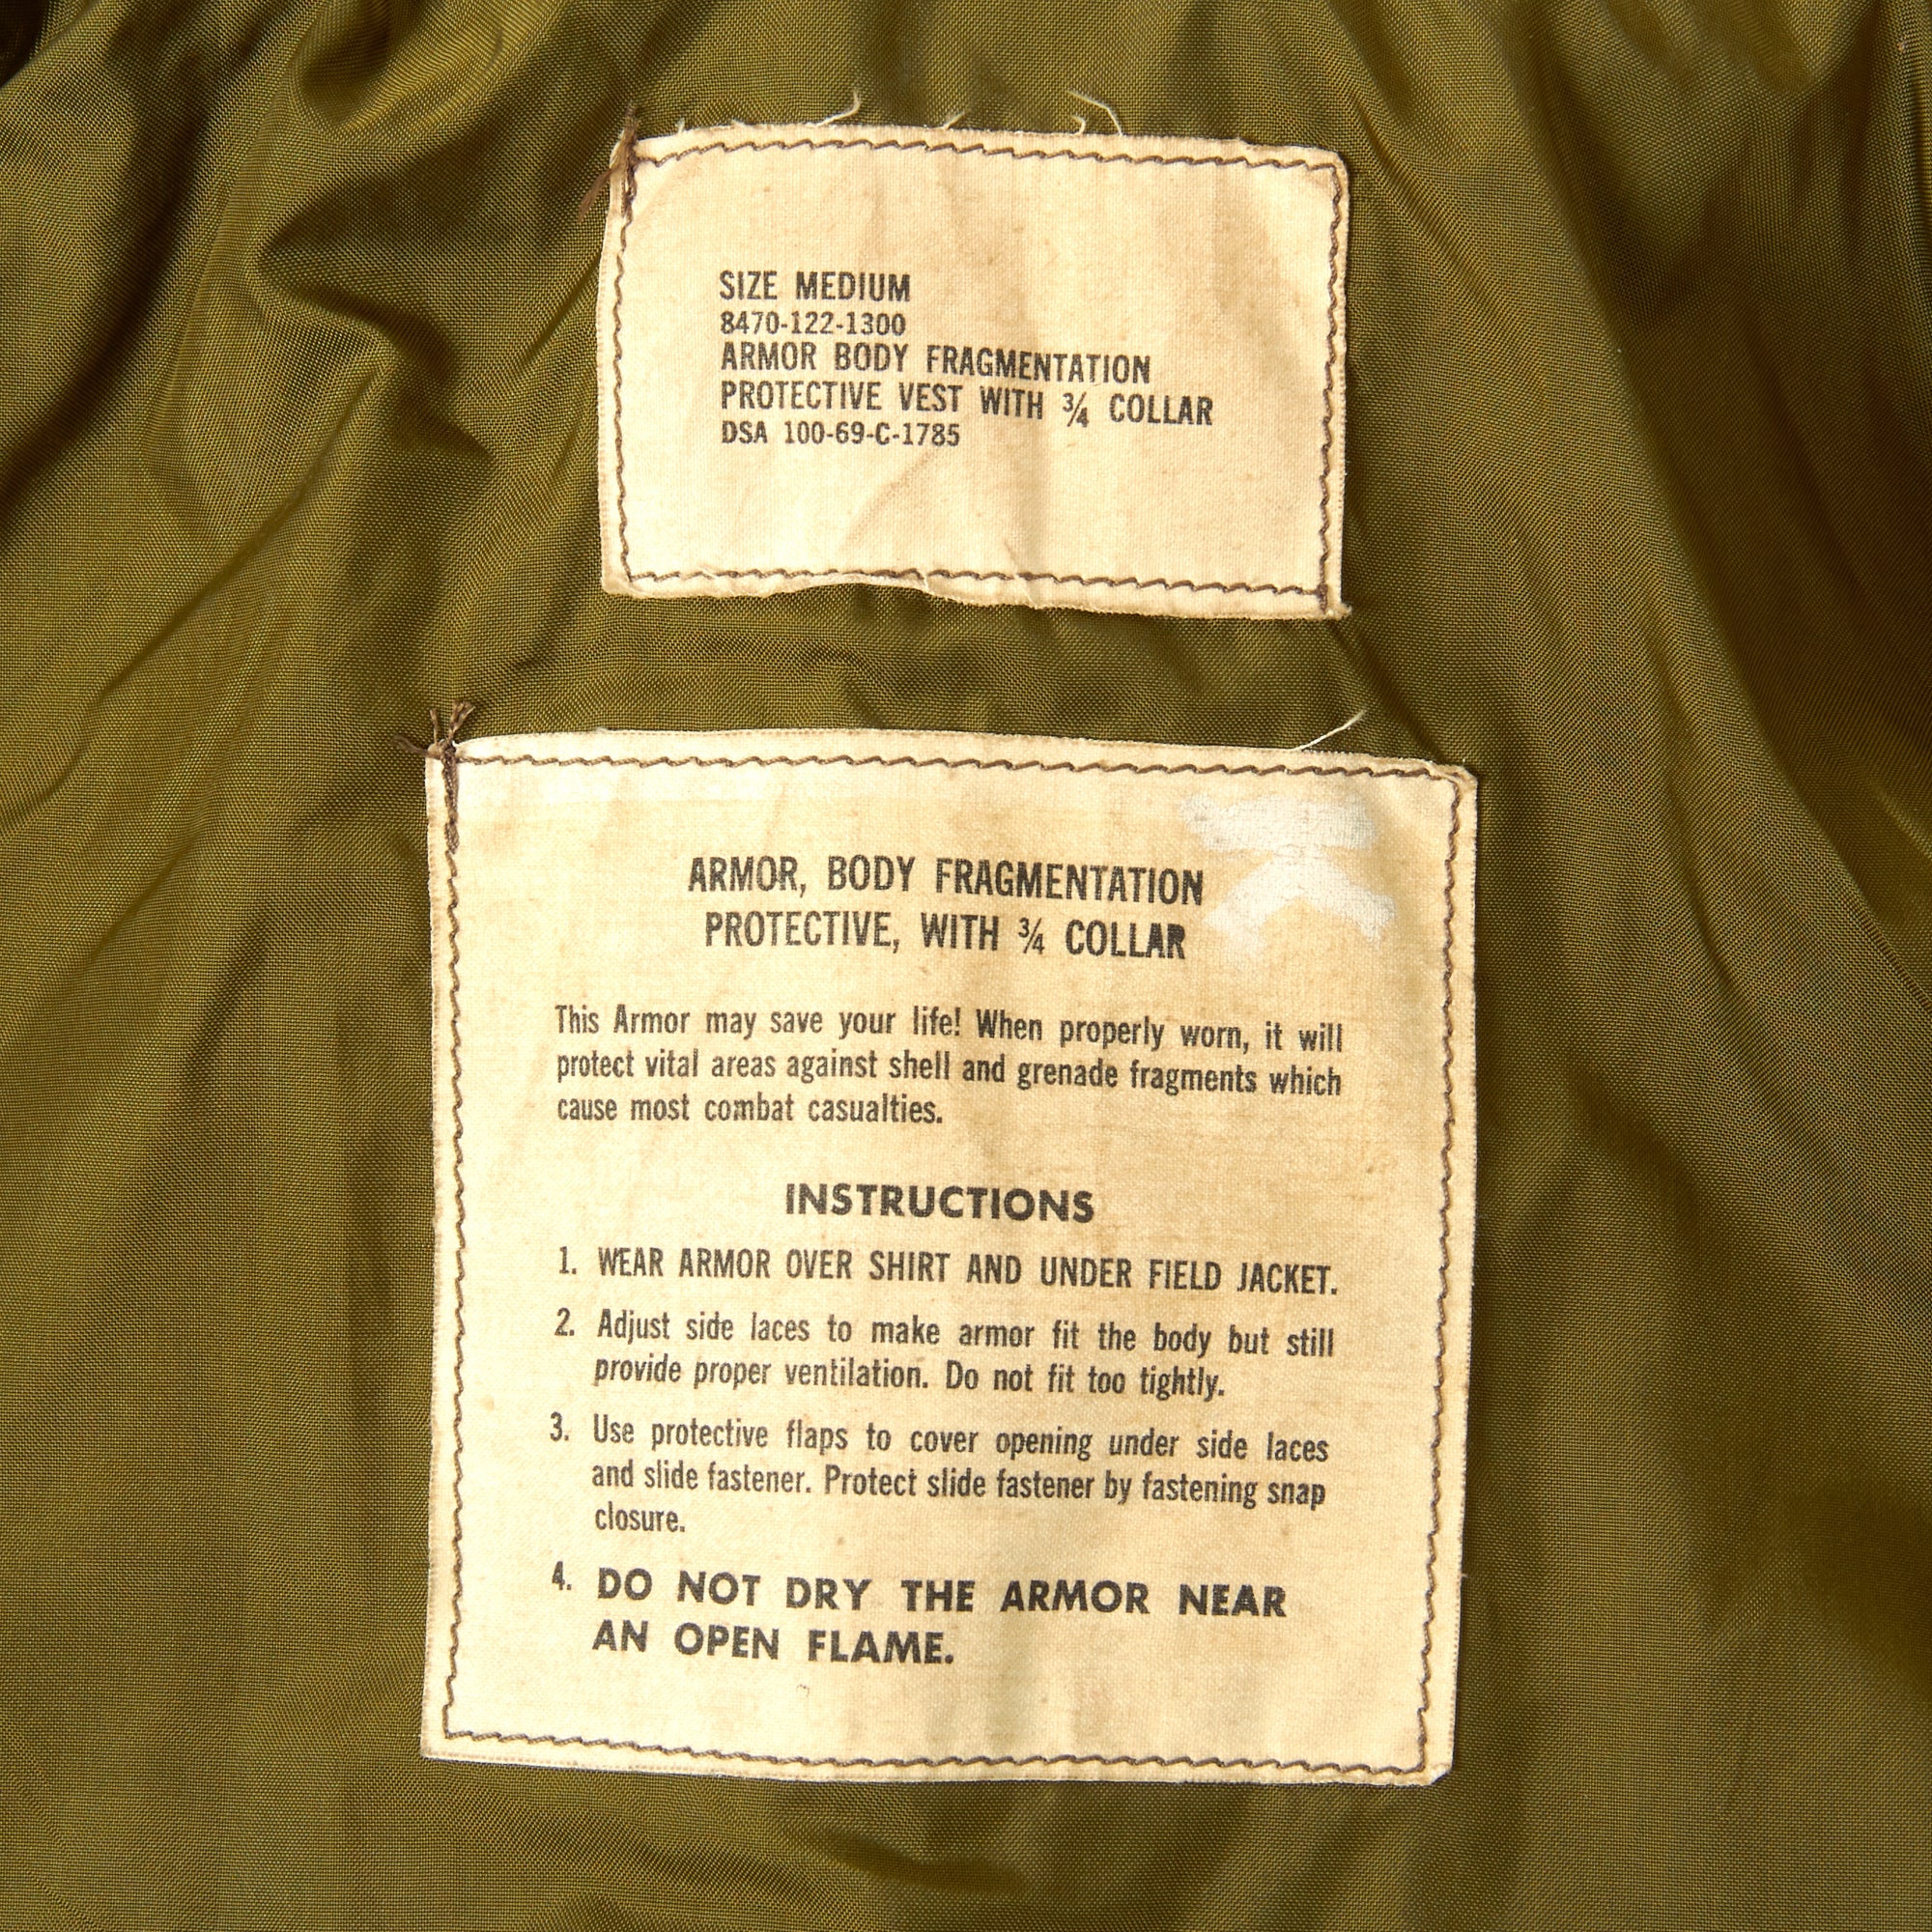 SIZE MEDIUM
8470-122-1300
ARMOR BODY FRAGMENTATION
PROTECTIVE VEST WITH ¾ COLLAR
DSA 100-69-C-1785
ARMOR, BODY FRAGMENTATION
PROTECTIVE, WITH ¾ COLLAR
This Armor may save your life! When properly worn, it will
protect vital areas against shell and grenade fragments which
cause most combat casualties.
INSTRUCTIONS
1. WEAR ARMOR OVER SHIRT AND UNDER FIELD JACKET.
2. Adjust side laces to make armor fit the body but still
provide proper ventilation. Do not fit too tightly.
3. Use protective flaps to cover opening under side laces
and slide fastener. Protect slide fastener by fastening snap
closure.
4. DO NOT DRY THE ARMOR NEAR
AN OPEN FLAME.